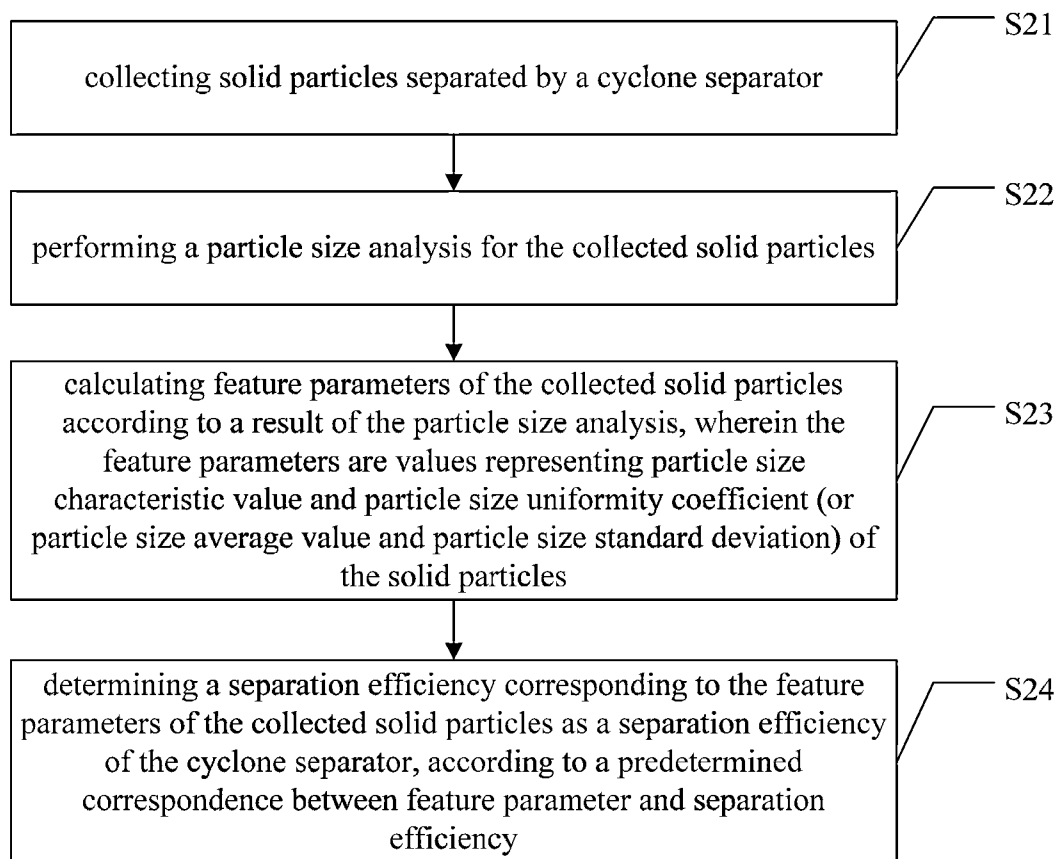 S21
collecting solid particles separated by a cyclone separator
S22
performing a particle size analysis for the collected solid particles
calculating feature parameters of the collected solid particles
according to a result of the particle size analysis, wherein the
feature parameters are values representing particle size
characteristic value and particle size uniformity coefficient (or
particle size average value and particle size standard deviation) of
the solid particles
S23
determining a separation efficiency corresponding to the feature
parameters of the collected solid particles as a separation efficiency
of the cyclone separator, according to a predetermined
correspondence between feature parameter and separation
efficiency
S24